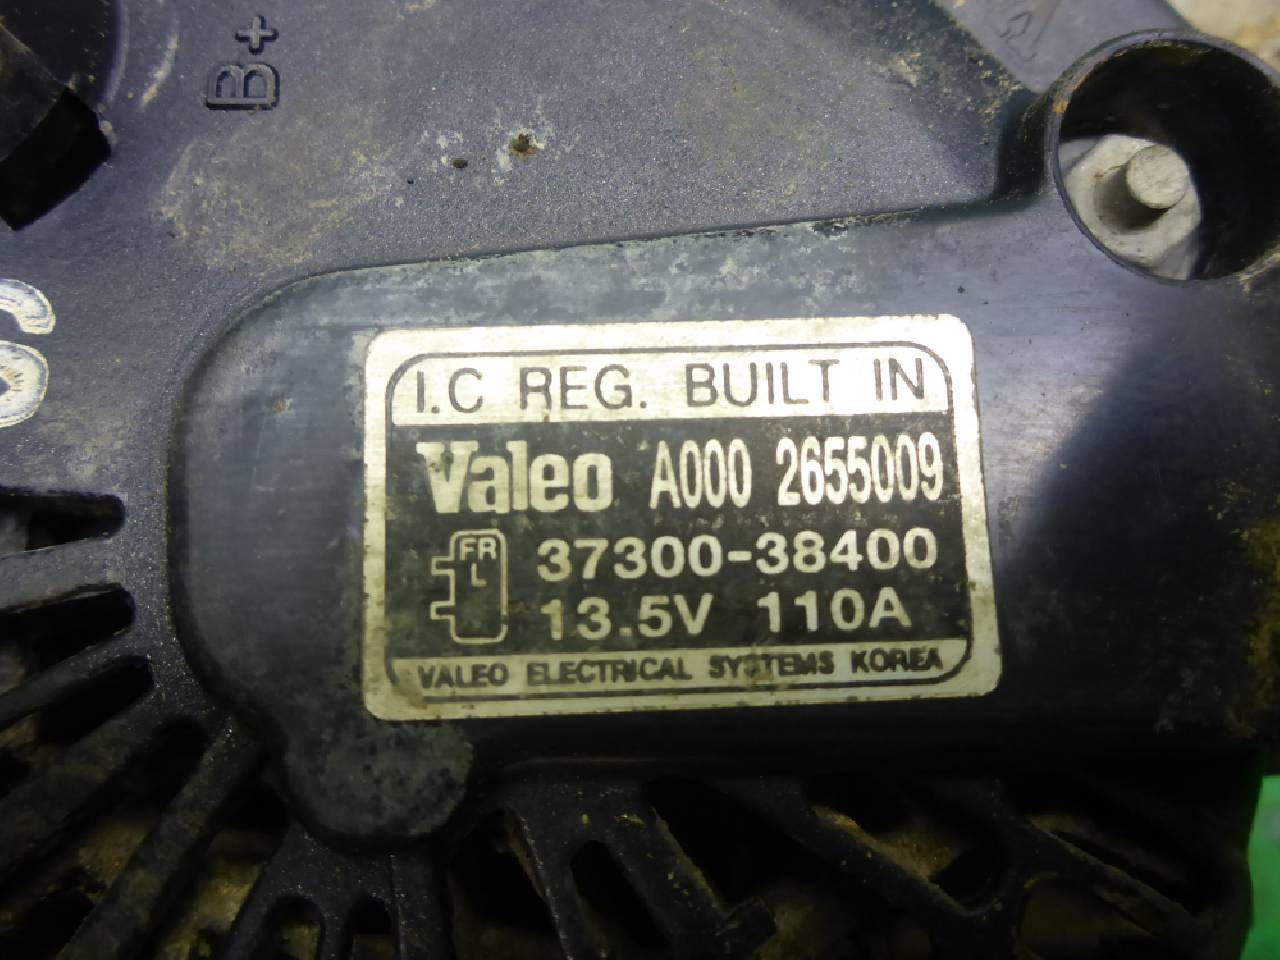 B+
I.C REG. BUILT IN
Valeo A000 2655009
FR
L
37300-38400
13.5V 110A
VALEO ELECTRICAL SYSTEMS KOREA